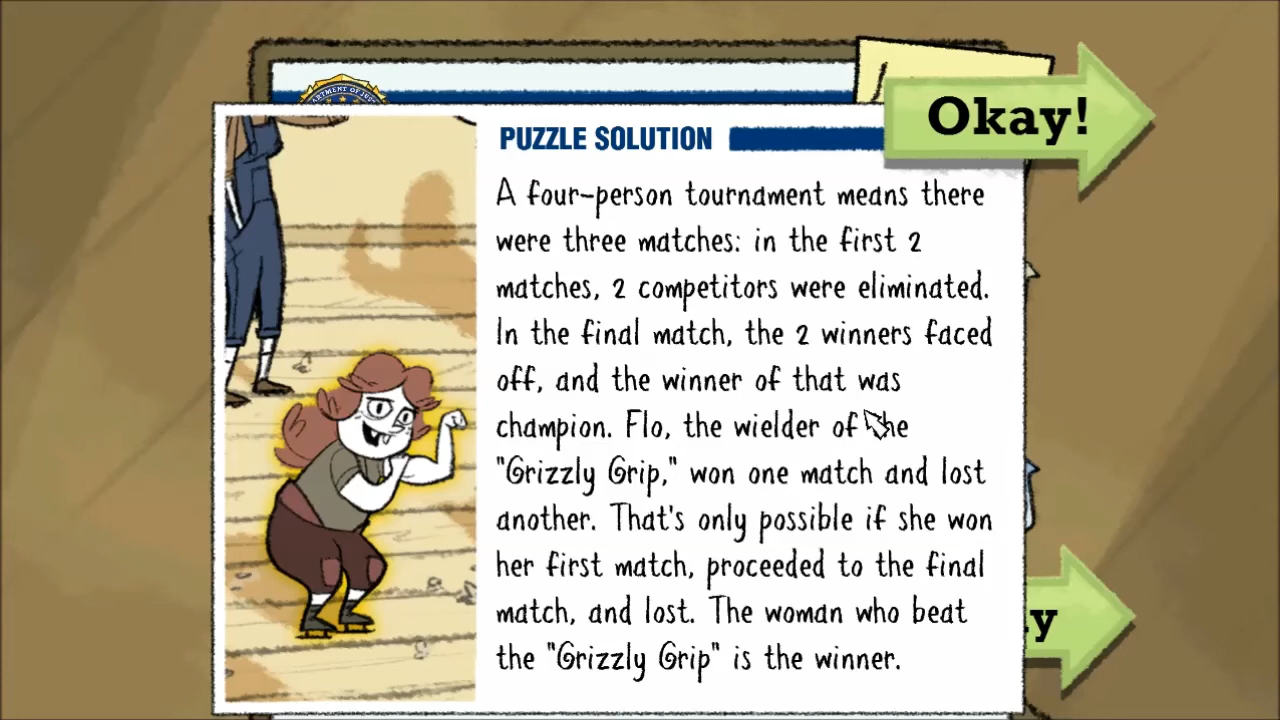 ARTMENT OF JUS
Okay!
PUZZLE SOLUTION
A four-person tournament means there
were three matches: in the first 2
matches, 2 competitors were eliminated.
In the final match, the 2 winners faced
off, and the winner of that was
champion. Flo, the wielder of the
"Grizzly Grip," won one match and lost
another. That's only possible if she won
her first match, proceeded to the final
match, and lost. The woman who beat
the "Grizzly Grip" is the winner.
y